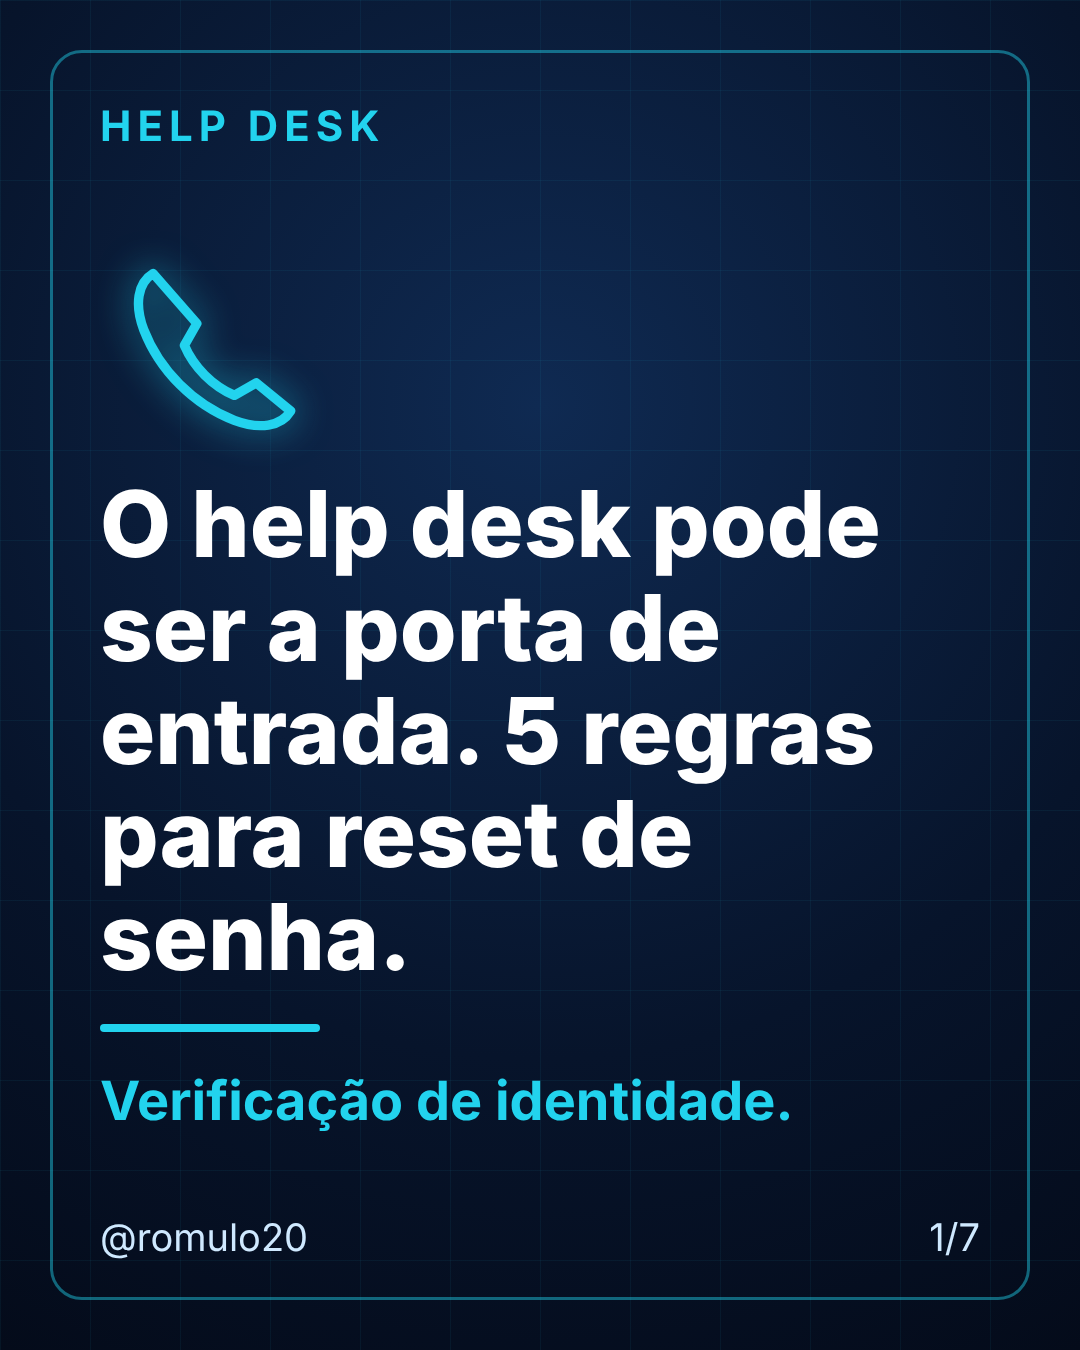 HELP DESK
O help desk pode
ser a porta de
entrada. 5 regras
para reset de
senha.
Verificação de identidade.
@romulo20
1/7